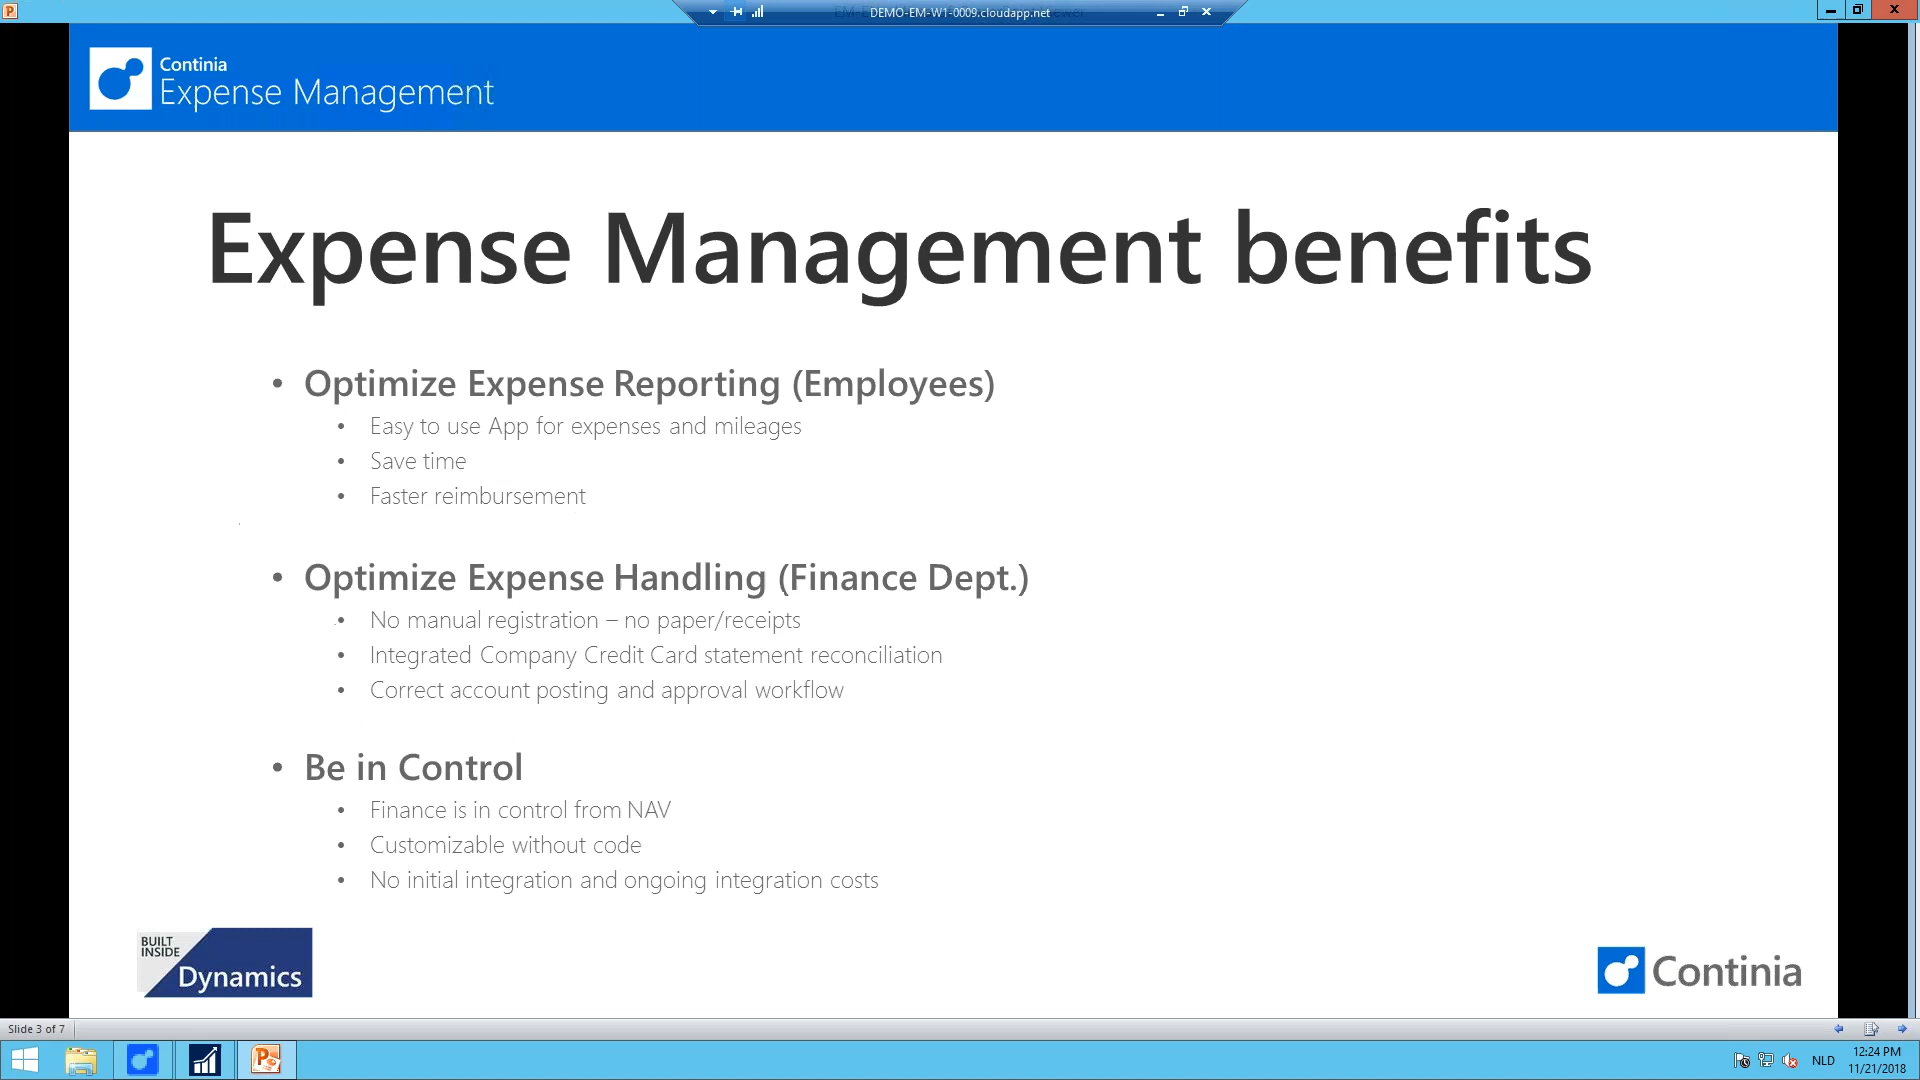 DEMO-EM-W1-0009.cloudapp.net
Continia
Expense Management
Expense Management benefits
• Optimize Expense Reporting (Employees)
• Easy to use App for expenses and mileages
• Save time
• Faster reimbursement
• Optimize Expense Handling (Finance Dept.)
• No manual registration – no paper/receipts
• Integrated Company Credit Card statement reconciliation
• Correct account posting and approval workflow
• Be in Control
• Finance is in control from NAV
• Customizable without code
• No initial integration and ongoing integration costs
BUILT
INSIDE
Dynamics
Continia
Slide 3 of 7
NLD
12:24 PM
11/21/2018